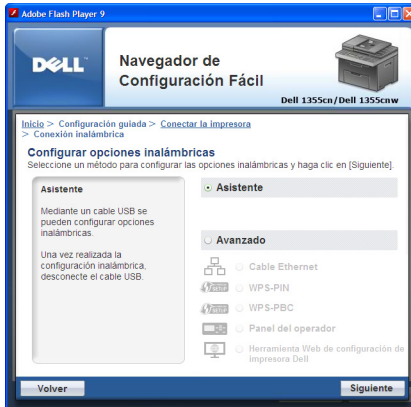 Adobe Flash Player 9
DELL
Navegador de
Configuración Fácil
Dell 1355cn/Dell 1355cnw
Inicio > Configuración guiada > Conectar la impresora
> Conexión inalámbrica
Configurar opciones inalámbricas
Seleccione un método para configurar las opciones inalámbricas y haga clic en [Siguiente].
Asistente
Mediante un cable USB se
pueden configurar opciones
inalámbricas.
Una vez realizada la
configuración inalámbrica,
desconecte el cable USB.
Asistente
Avanzado
Cable Ethernet
WPS-PIN
WPS-PBC
Panel del operador
Herramienta Web de configuración de
impresora Dell
Volver
Siguiente